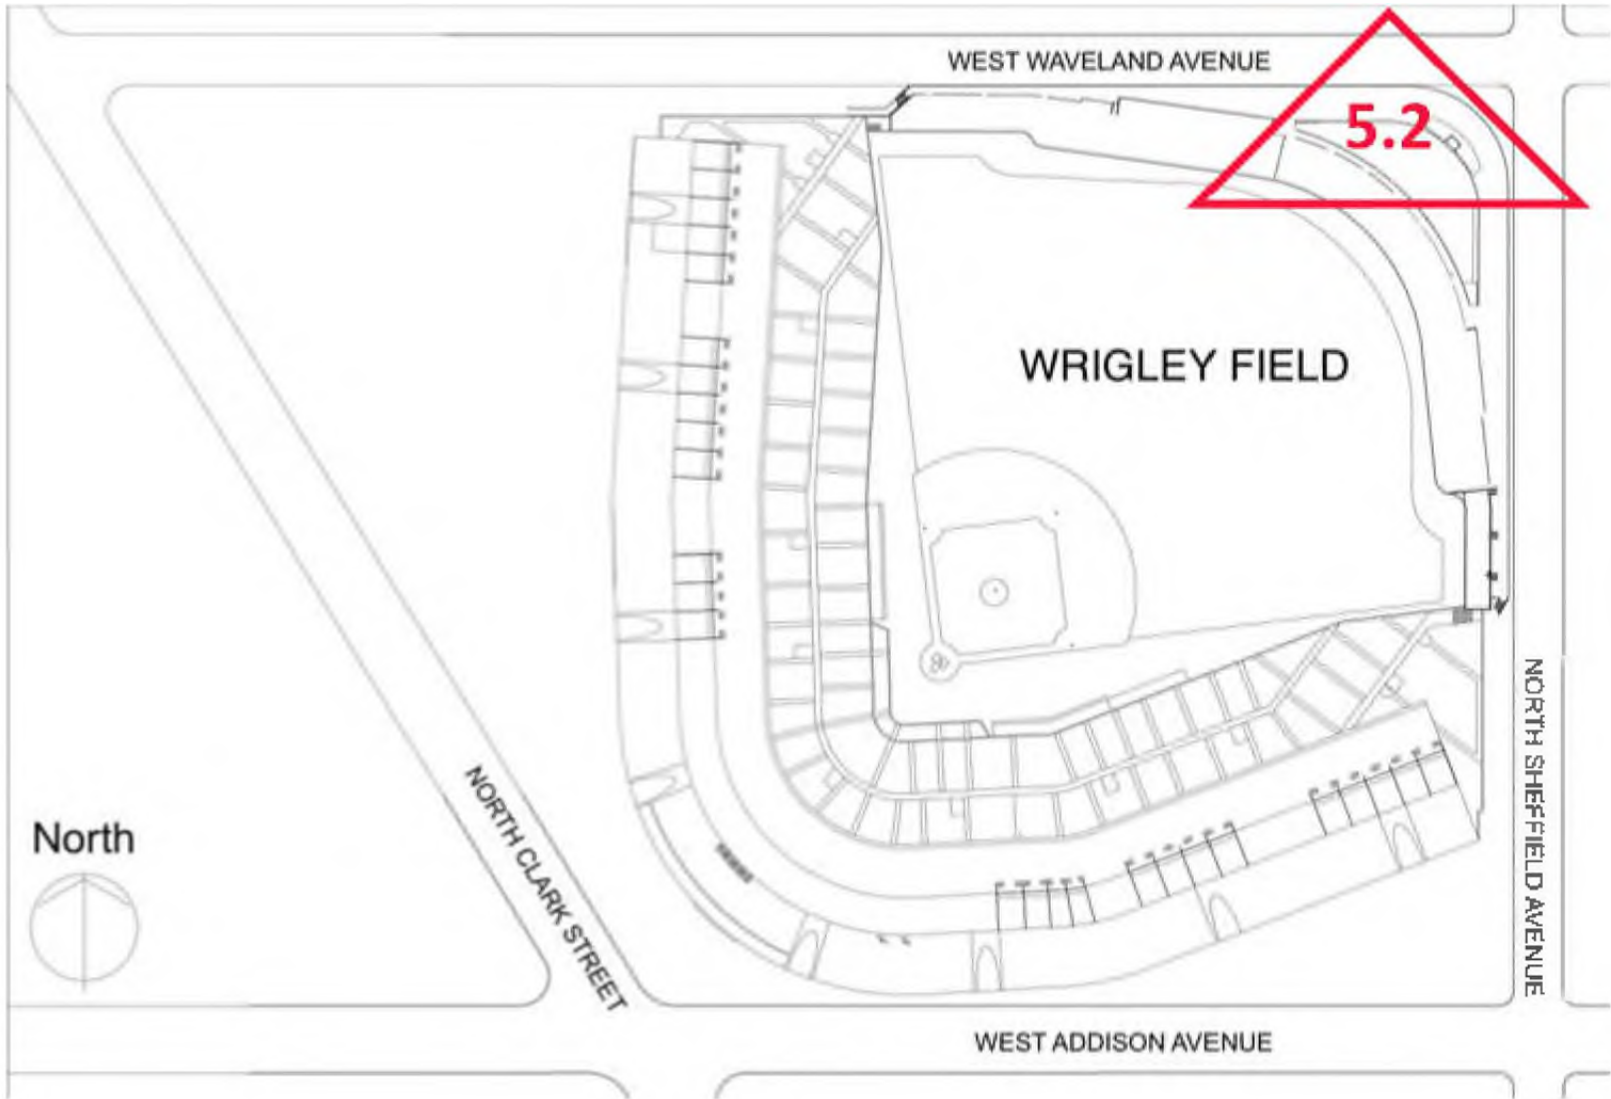 WEST WAVELAND AVENUE
5.2
WRIGLEY FIELD
North
NORTH CLARK STREET
NORTH SHEFFIELD AVENUE
WEST ADDISON AVENUE